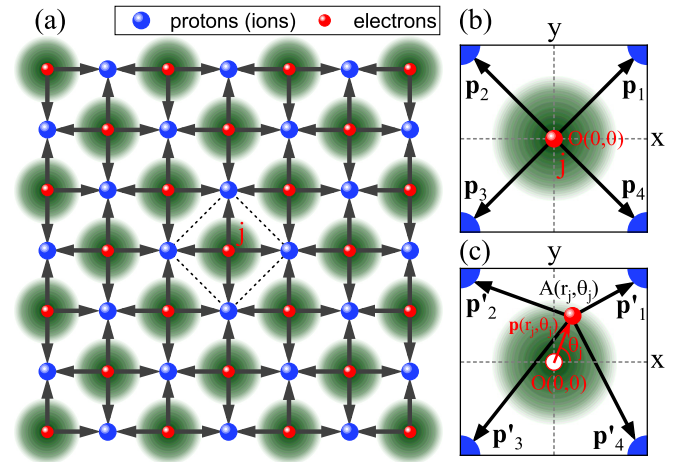 (a)
protons (ions)
electrons
j
(b)
y
p₂
p₁
O(0,0)
x
j
p₃
p₄
(c)
y
A(rⱼ,θⱼ)
p'₂
p'₁
p(rⱼ,θⱼ)
θⱼ
x
O(0,0)
p'₃
p'₄